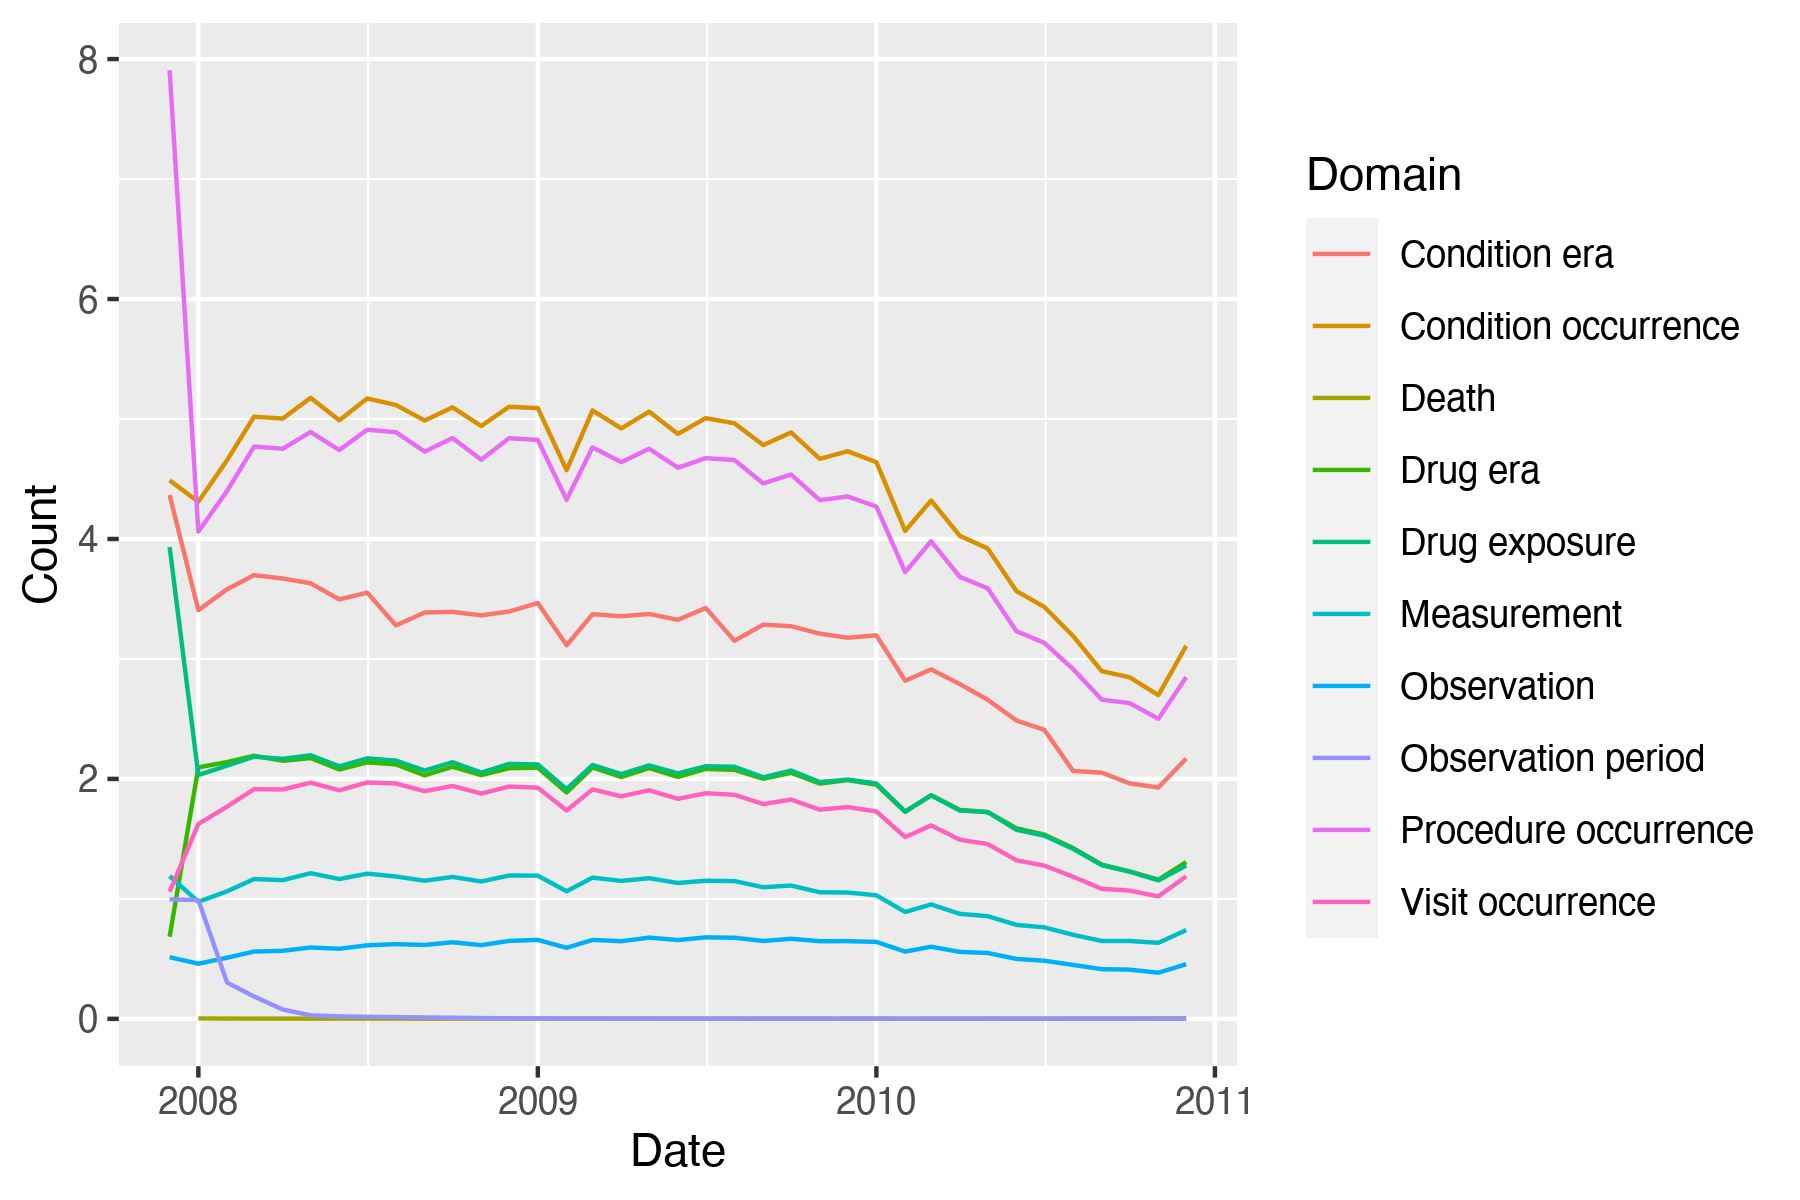 8
6
4
2
0
Count
2008
2009
2010
2011
Date
Domain
Condition era
Condition occurrence
Death
Drug era
Drug exposure
Measurement
Observation
Observation period
Procedure occurrence
Visit occurrence